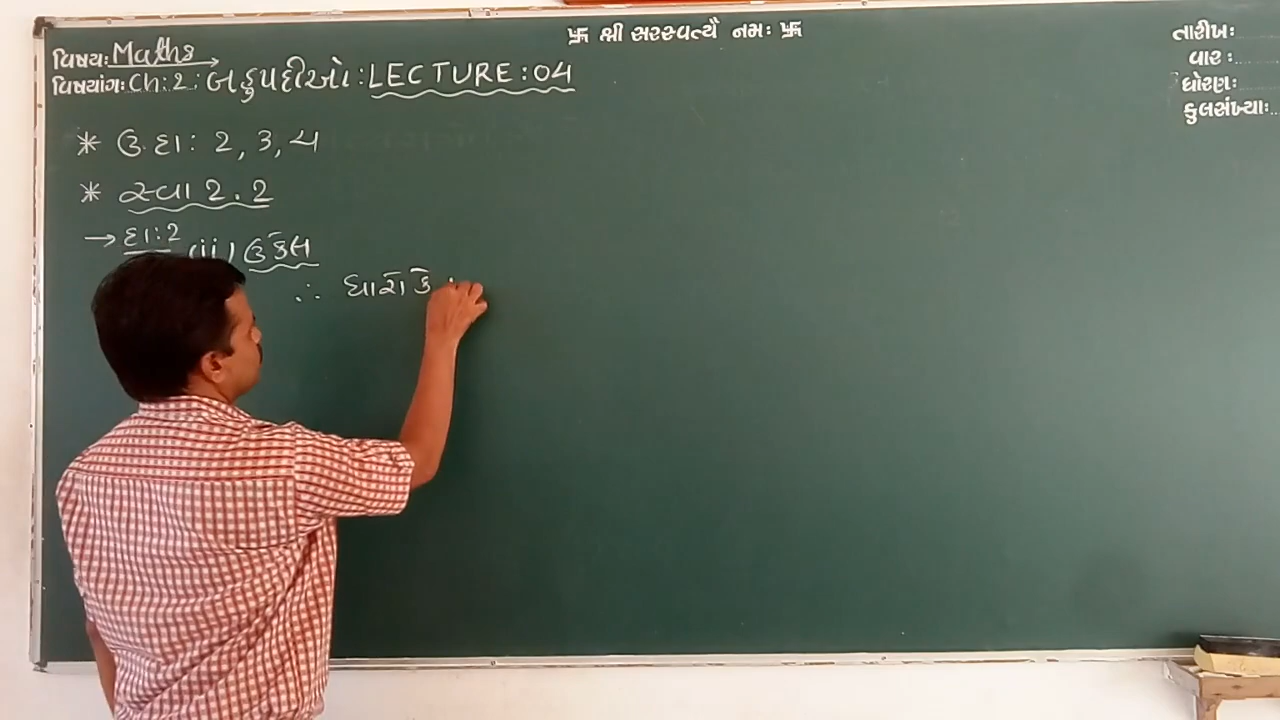 卐 શ્રી સરસ્વત્યૈ નમઃ 卐
તારીખઃ
વારઃ
ધોરણઃ
કુલસંખ્યાઃ
વિષયઃ Maths
વિષયાંગઃ Ch:2: બહુપદીઓ: LECTURE:04
* ઉદા: 2, 3, 4
* સ્વા 2.2
→ દા:2 (ii) ઉકેલ
∴ ધારોકે